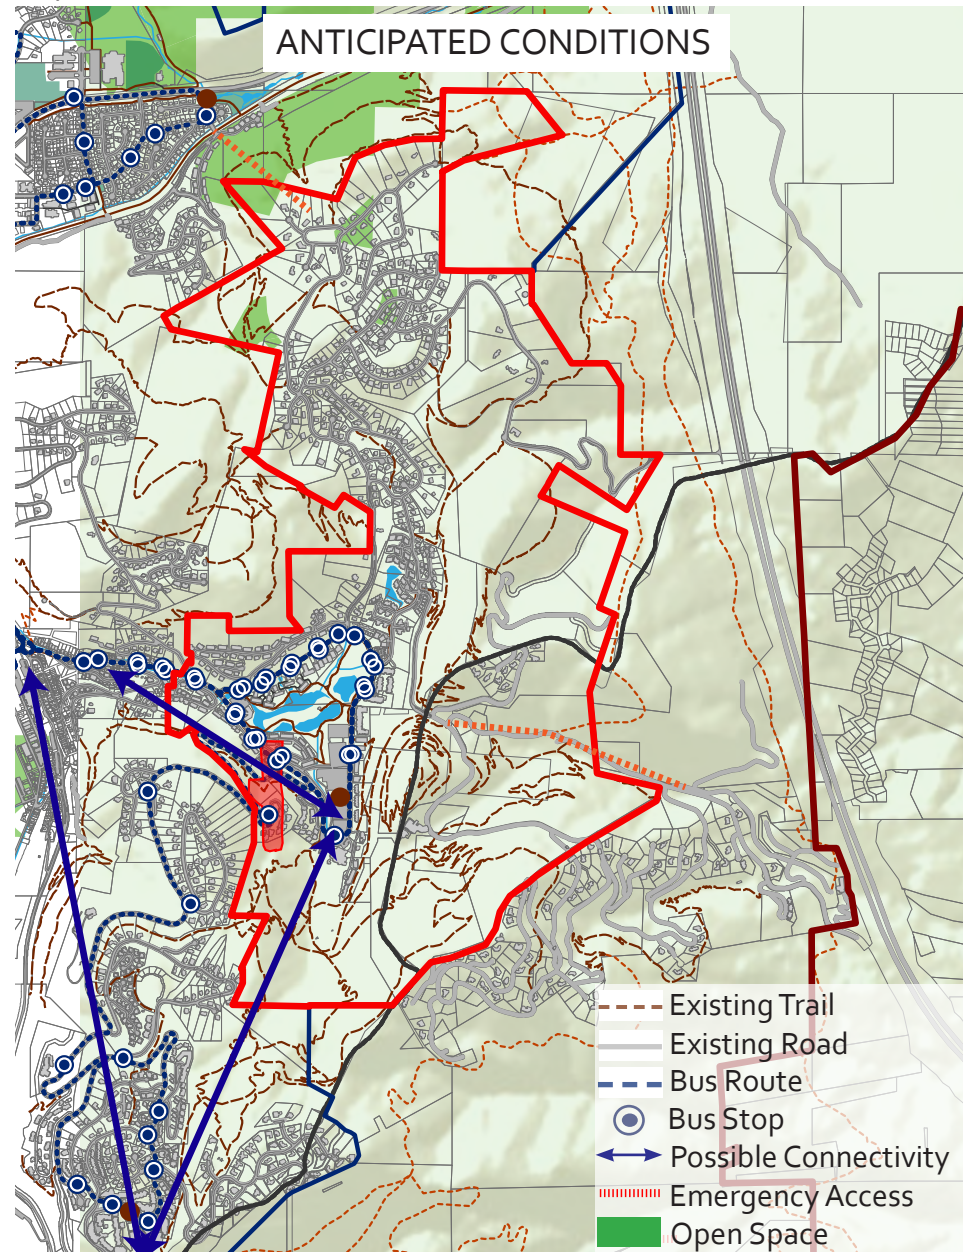 ANTICIPATED CONDITIONS
Existing Trail
Existing Road
Bus Route
Bus Stop
Possible Connectivity
Emergency Access
Open Space